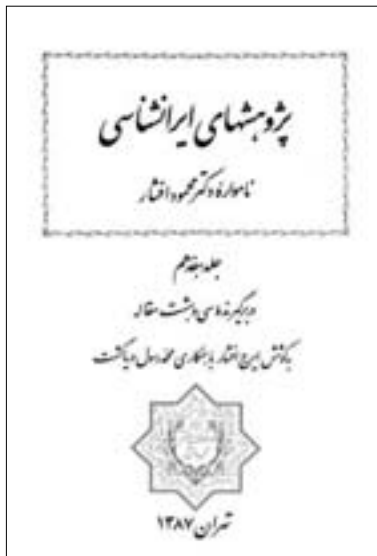 پژوهشهای ایرانشناسی
نامواره دکتر محمود افشار
جلد هفدهم
دربرگیرنده سی و هشت مقاله
به کوشش ایرج افشار با همکاری محمد رسول دریاگشت
تهران ۱۳۸۷